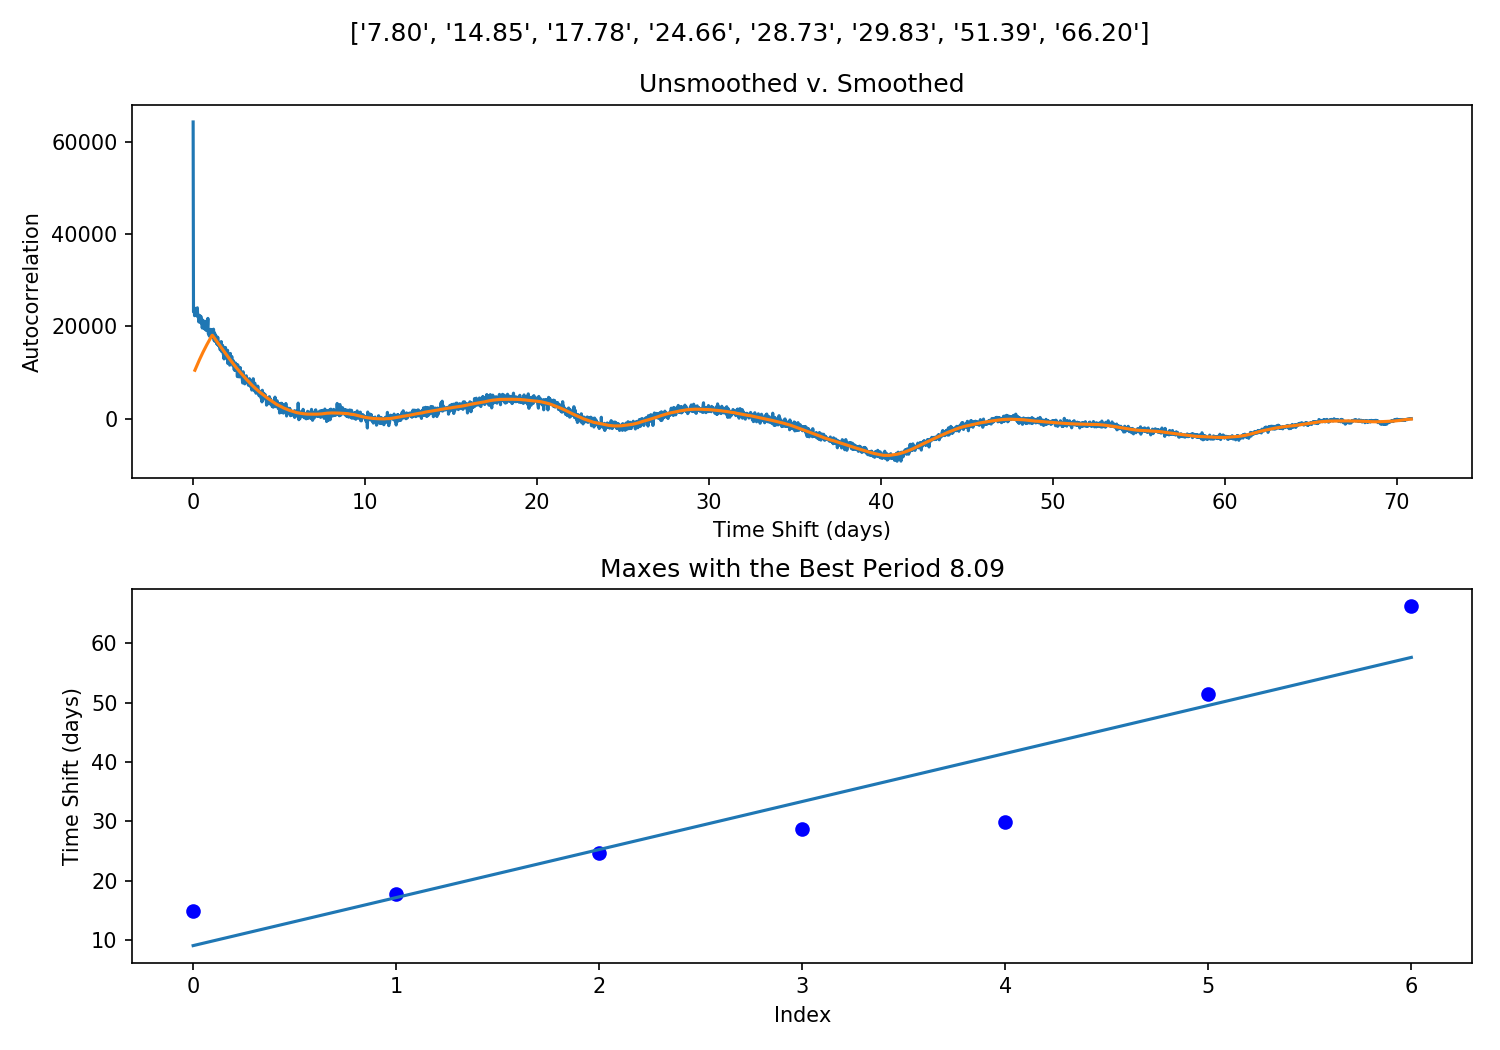 ['7.80', '14.85', '17.78', '24.66', '28.73', '29.83', '51.39', '66.20']
Unsmoothed v. Smoothed
60000
40000
20000
0
Autocorrelation
0 10 20 30 40 50 60 70
Time Shift (days)
Maxes with the Best Period 8.09
60
50
40
30
20
10
Time Shift (days)
0 1 2 3 4 5 6
Index